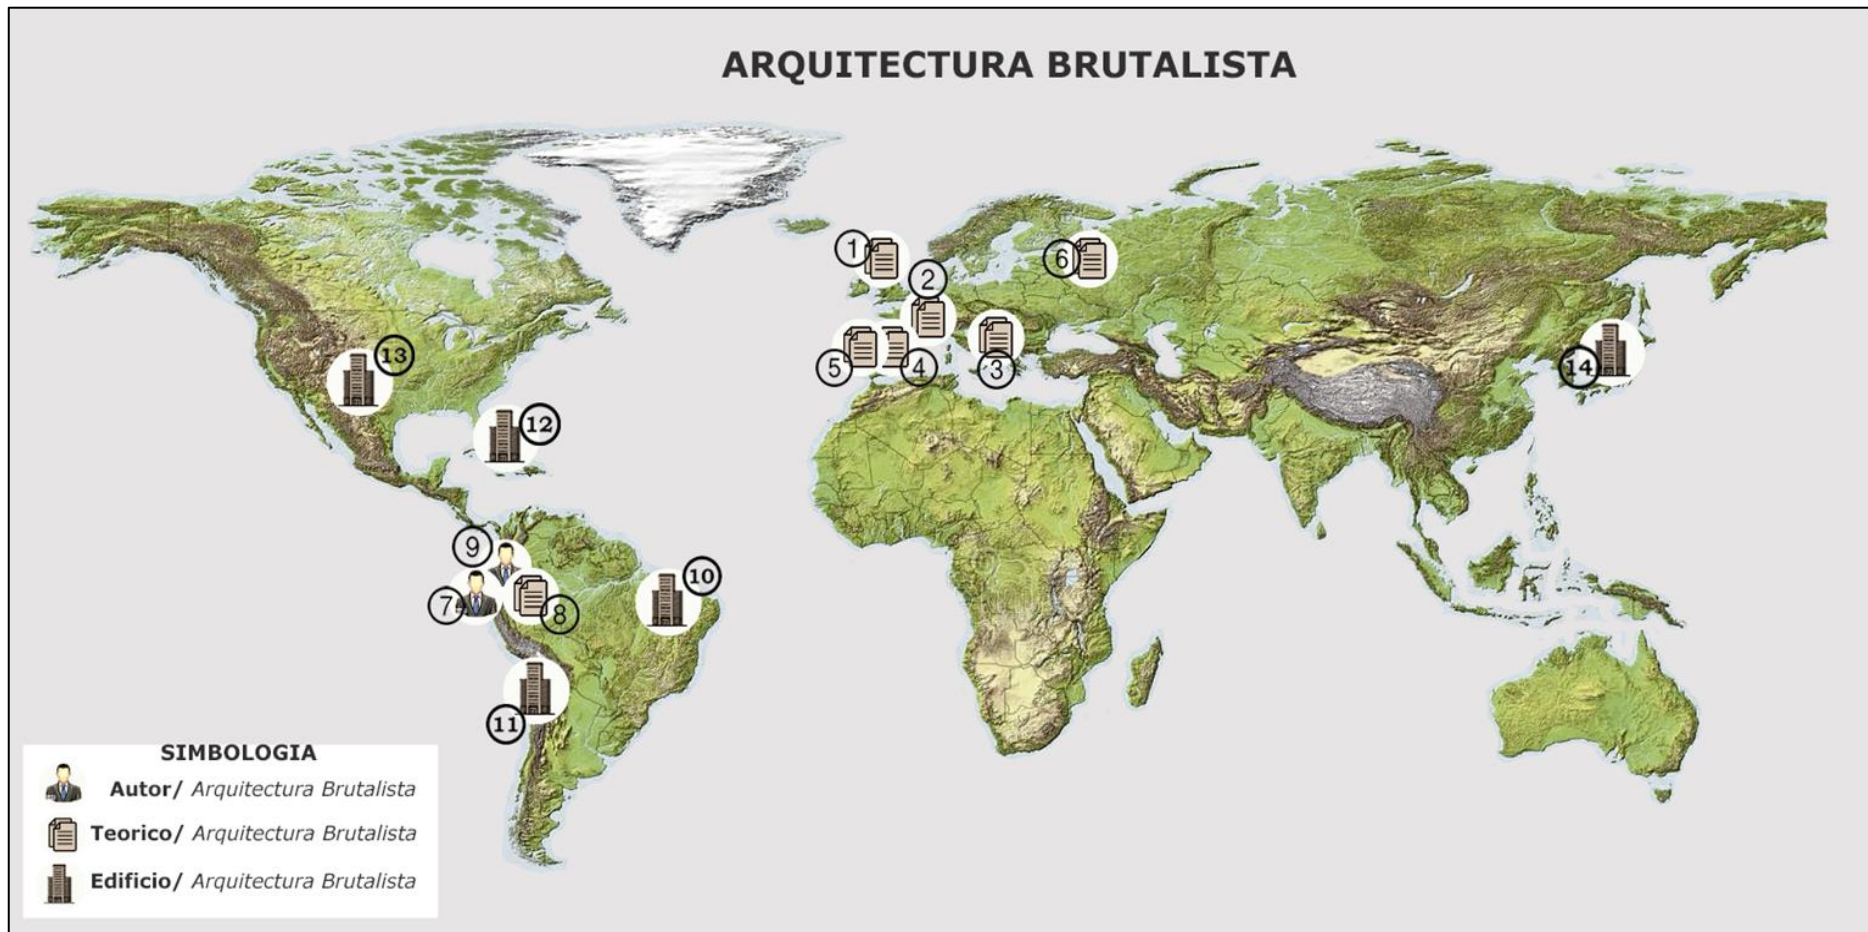 ARQUITECTURA BRUTALISTA
1
6
2
13
5
4
3
14
12
9
10
7
8
11
SIMBOLOGIA
Autor/ Arquitectura Brutalista
Teorico/ Arquitectura Brutalista
Edificio/ Arquitectura Brutalista